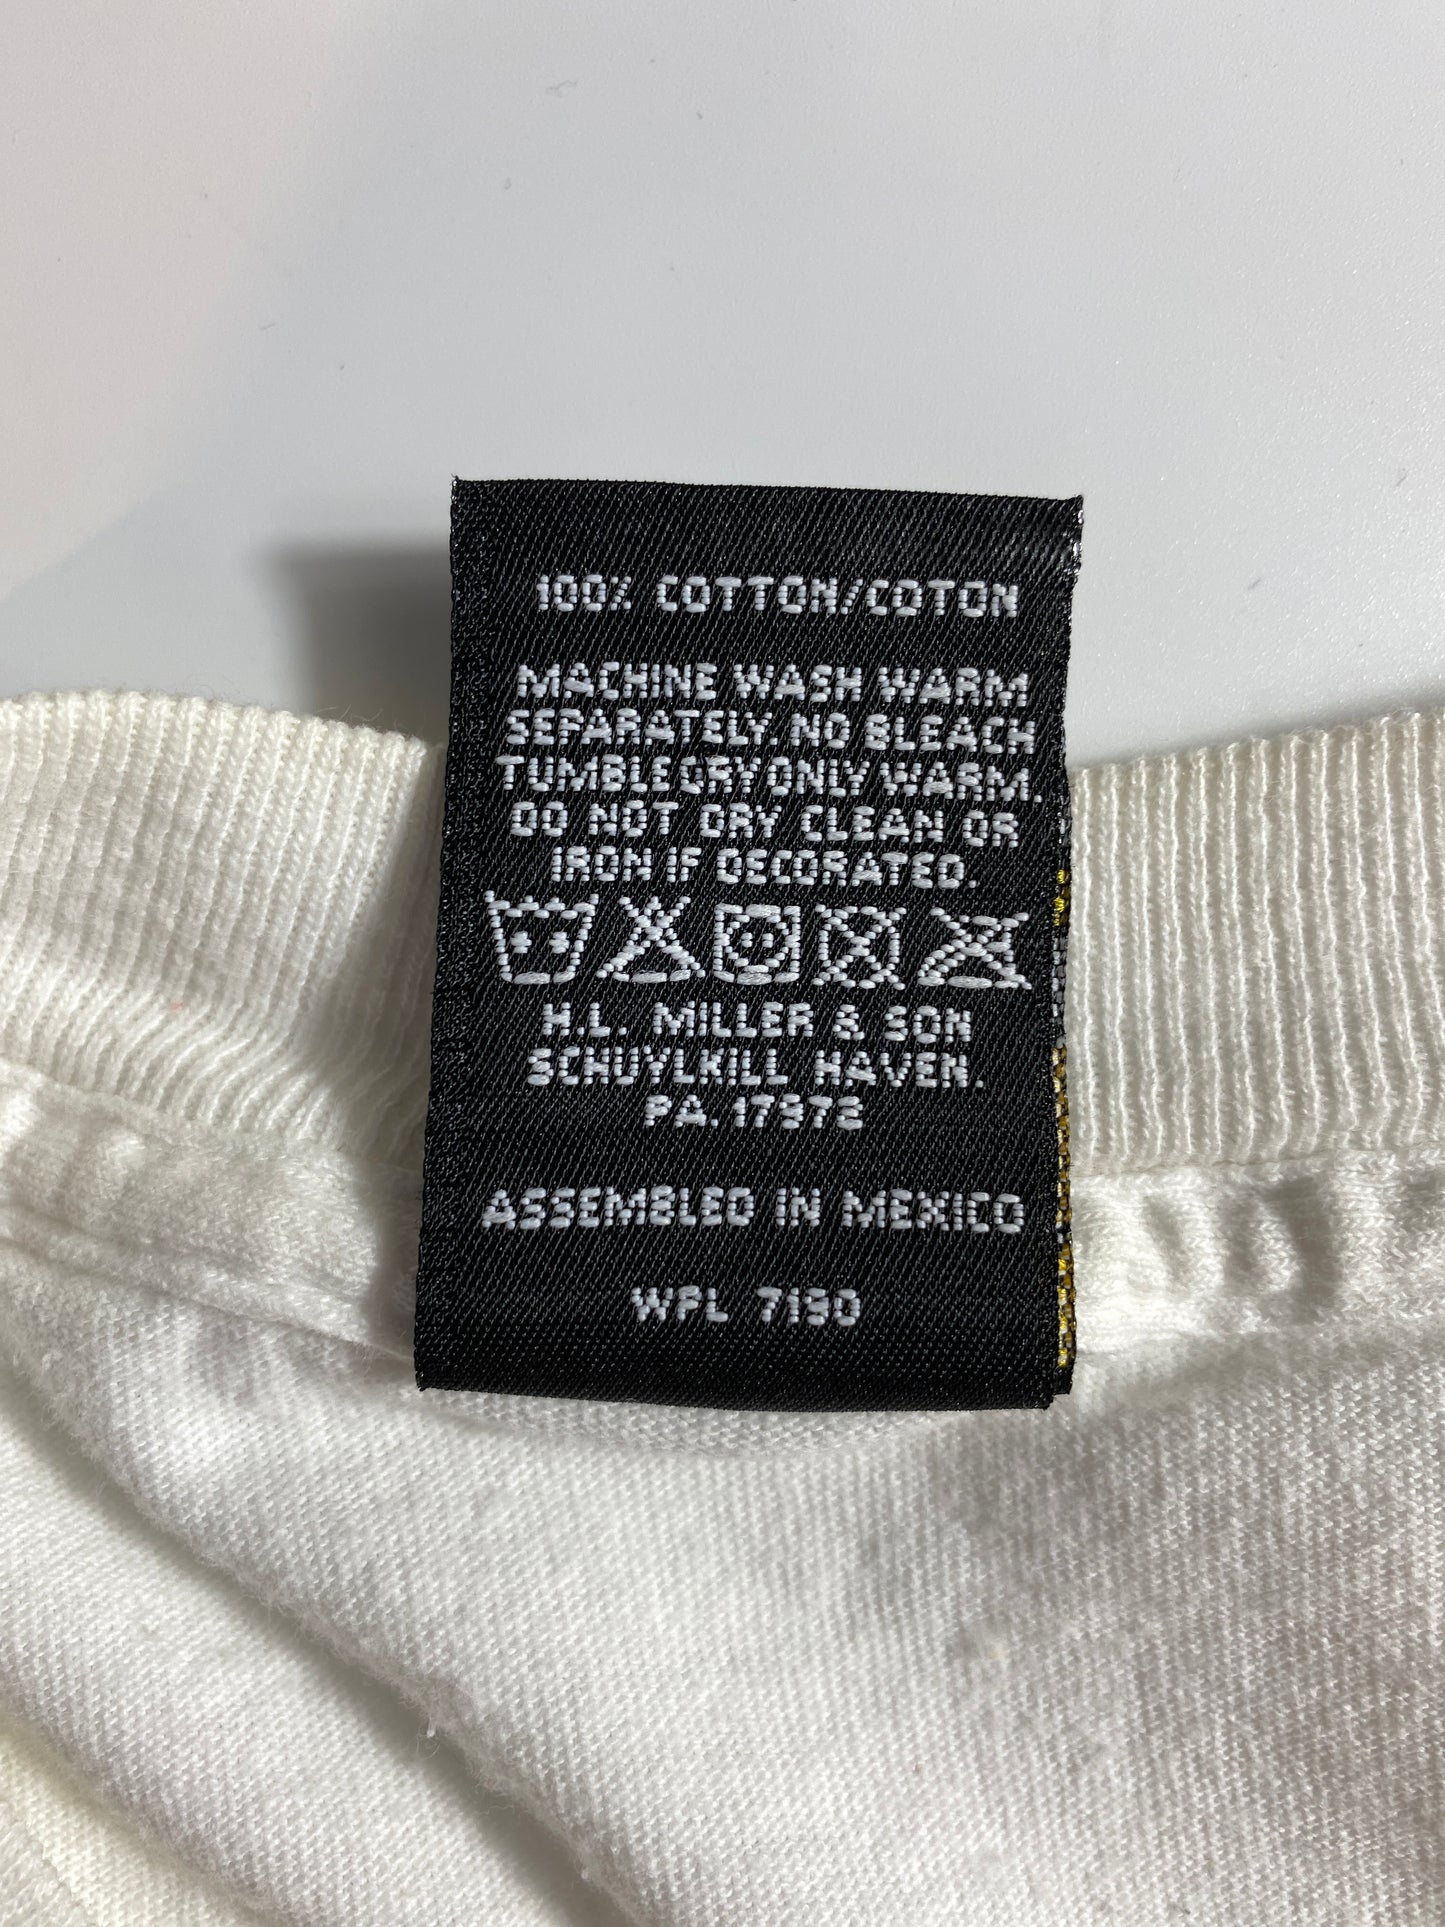 100% COTTON/COTON
MACHINE WASH WARM
SEPARATELY. NO BLEACH
TUMBLE DRY ONLY WARM.
DO NOT DRY CLEAN OR
IRON IF DECORATED.
H.L. MILLER & SON
SCHUYLKILL HAVEN.
PA. 17972
ASSEMBLED IN MEXICO
WPL 7190